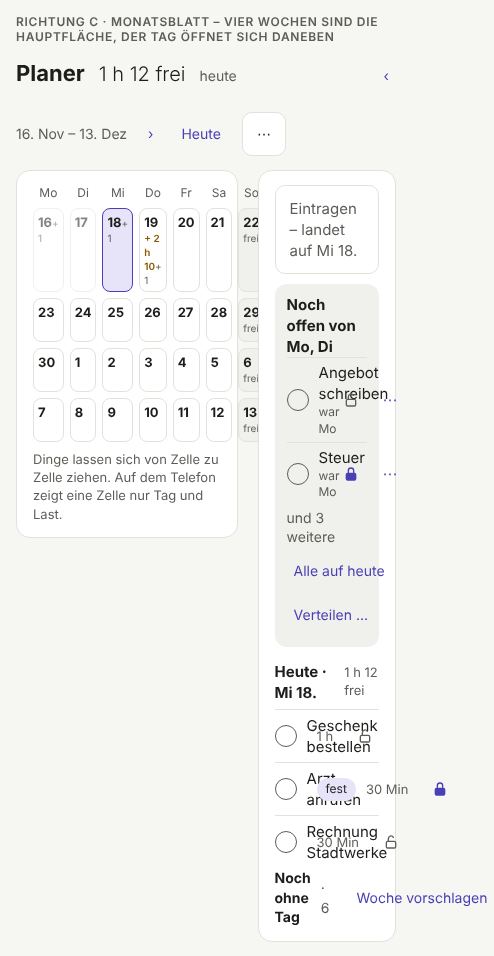 RICHTUNG C · MONATSBLATT – VIER WOCHEN SIND DIE
HAUPTFLÄCHE, DER TAG ÖFFNET SICH DANEBEN
Planer 1 h 12 frei heute ‹
16. Nov – 13. Dez › Heute ···
Mo Di Mi Do Fr Sa So
16 + 1 17 18 + 1 19 + 2 h 10 + 1 20 21 22 frei
23 24 25 26 27 28 29 frei
30 1 2 3 4 5 6 frei
7 8 9 10 11 12 13 frei
Dinge lassen sich von Zelle zu
Zelle ziehen. Auf dem Telefon
zeigt eine Zelle nur Tag und
Last.
Eintragen
– landet
auf Mi 18.
Noch
offen von
Mo, Di
Angebot
schreiben
war
Mo
···
Steuer
war
Mo
···
und 3
weitere
Alle auf heute
Verteilen ...
Heute ·
Mi 18.
1 h 12
frei
Geschenk
bestellen
1 h
Arzt
anrufen
fest 30 Min
Rechnung
Stadtwerke
30 Min
Noch
ohne
Tag
·
6
Woche vorschlagen